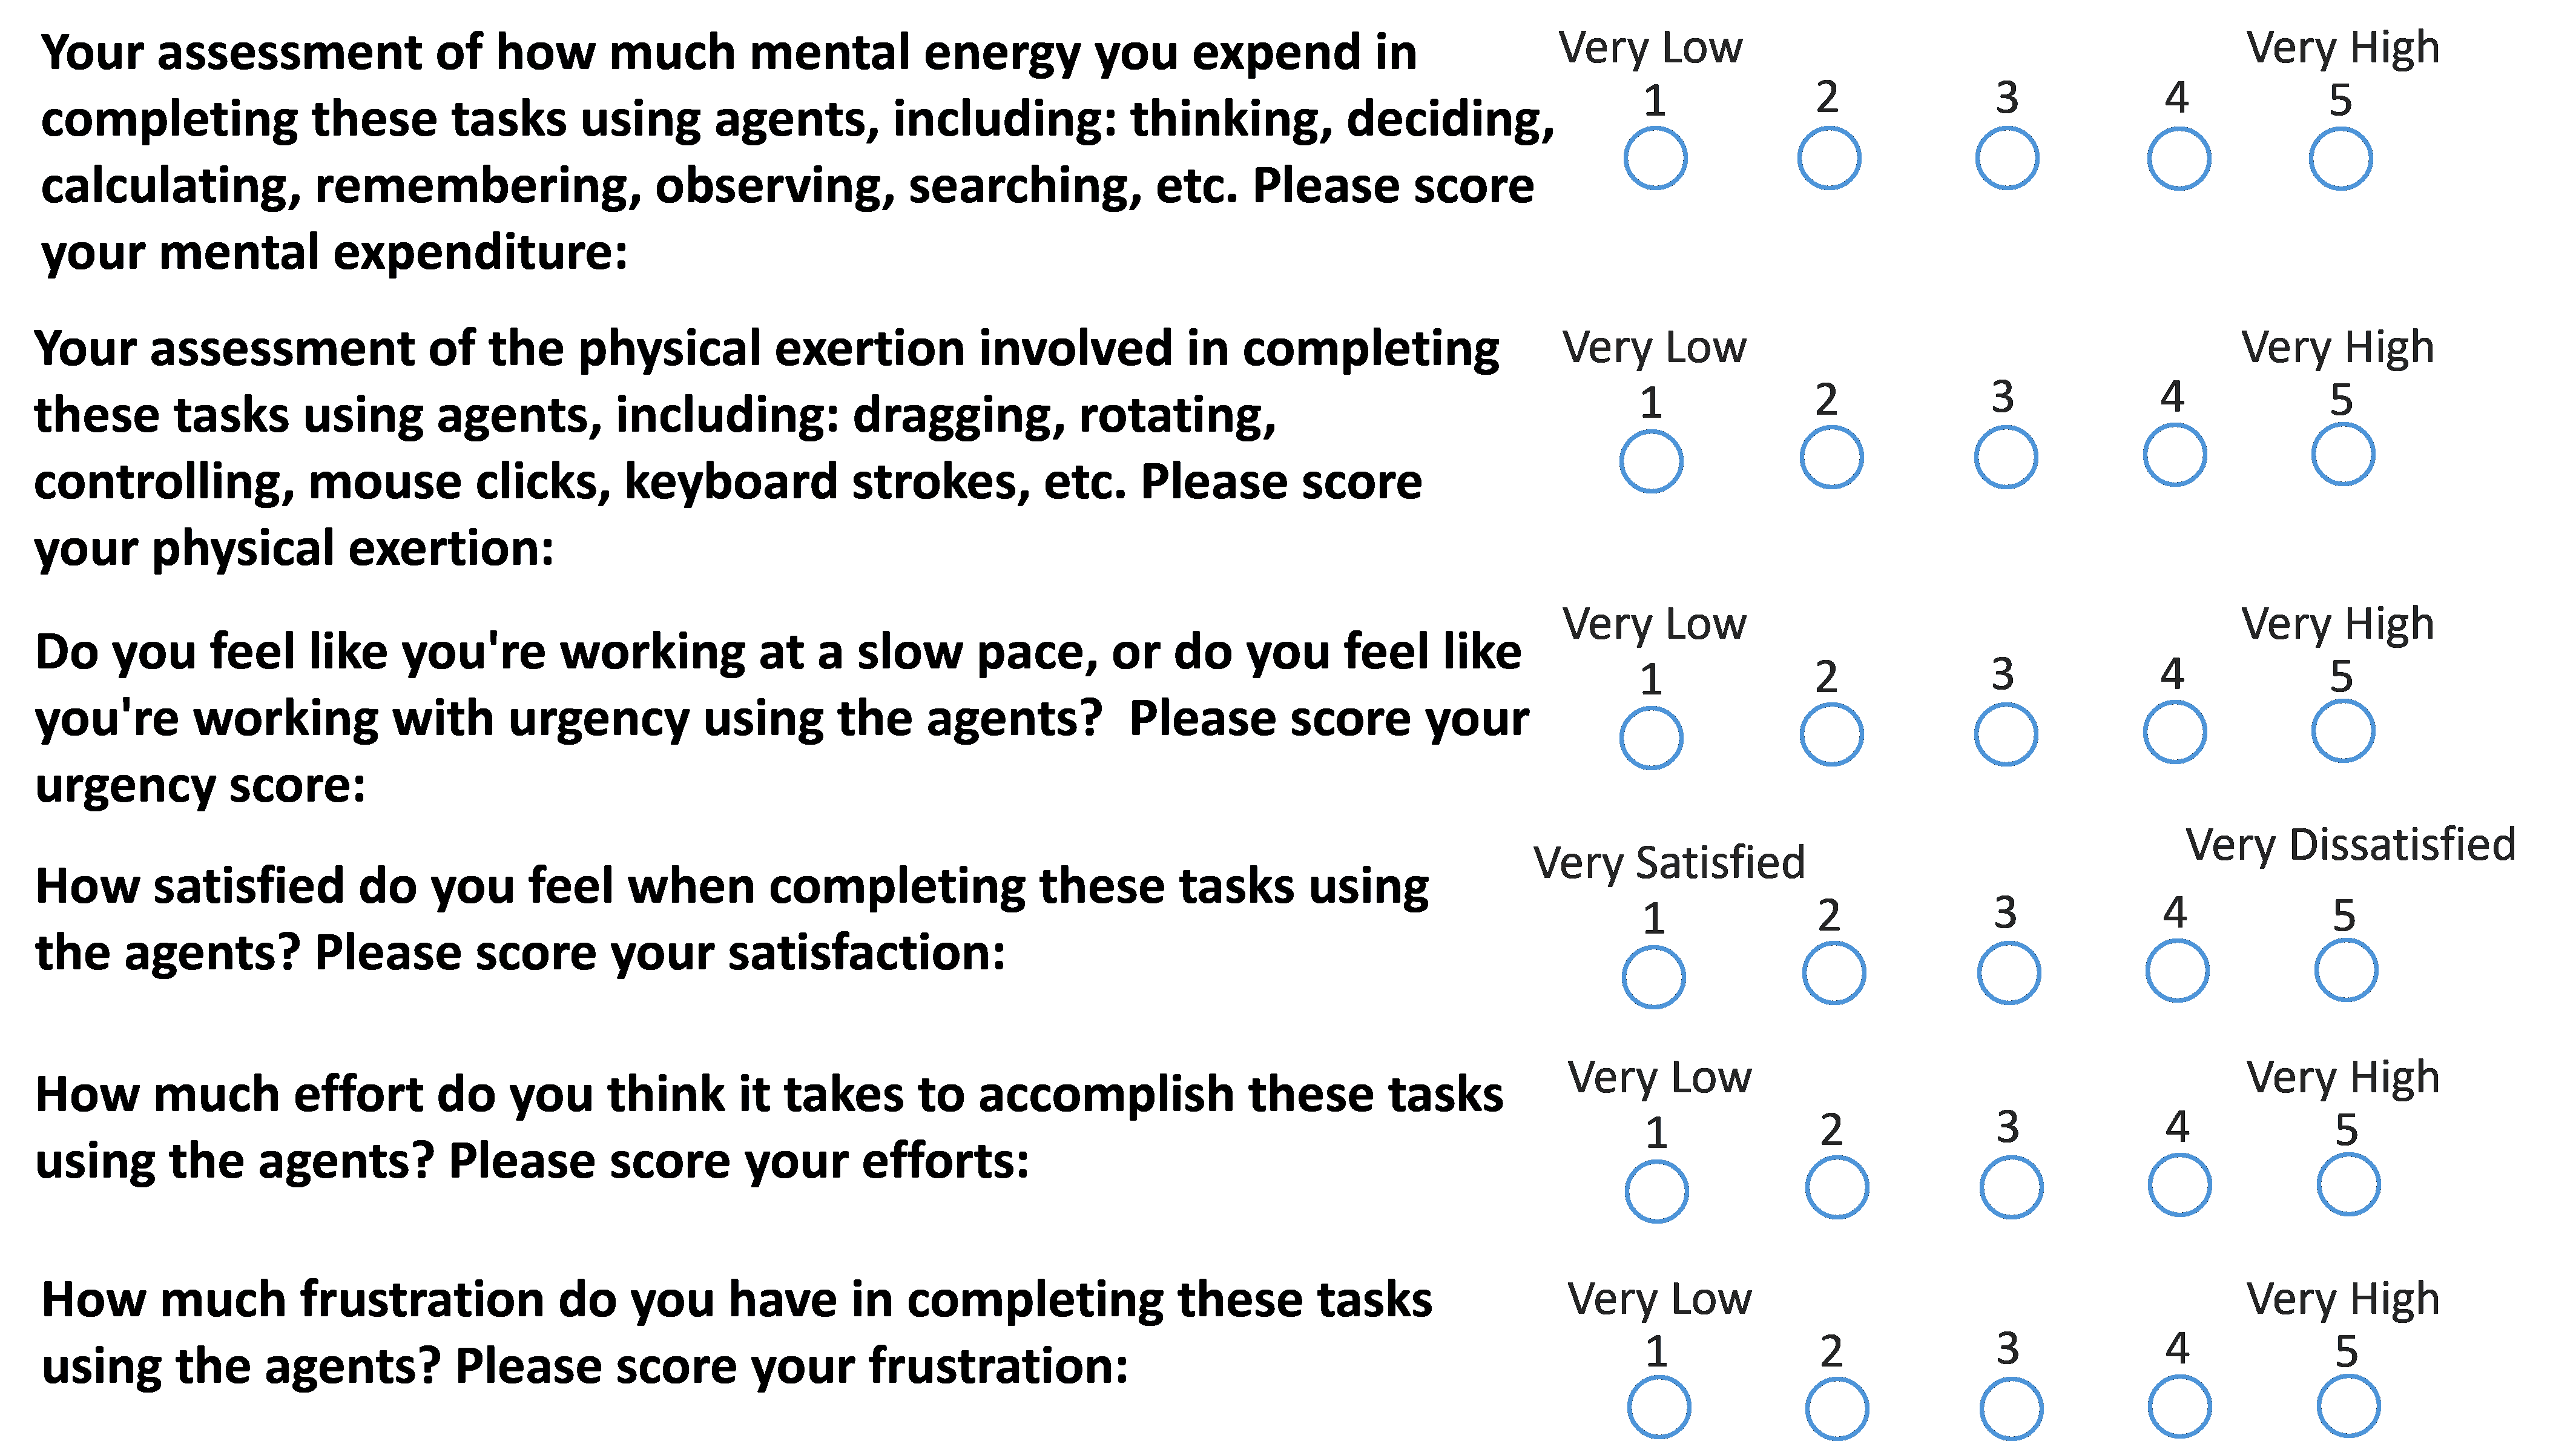 Your assessment of how much mental energy you expend in
completing these tasks using agents, including: thinking, deciding,
calculating, remembering, observing, searching, etc. Please score
your mental expenditure:
Very Low Very High
1 2 3 4 5
Your assessment of the physical exertion involved in completing
these tasks using agents, including: dragging, rotating,
controlling, mouse clicks, keyboard strokes, etc. Please score
your physical exertion:
Very Low Very High
1 2 3 4 5
Do you feel like you're working at a slow pace, or do you feel like
you're working with urgency using the agents?  Please score your
urgency score:
Very Low Very High
1 2 3 4 5
How satisfied do you feel when completing these tasks using
the agents? Please score your satisfaction:
Very Satisfied Very Dissatisfied
1 2 3 4 5
How much effort do you think it takes to accomplish these tasks
using the agents? Please score your efforts:
Very Low Very High
1 2 3 4 5
How much frustration do you have in completing these tasks
using the agents? Please score your frustration:
Very Low Very High
1 2 3 4 5